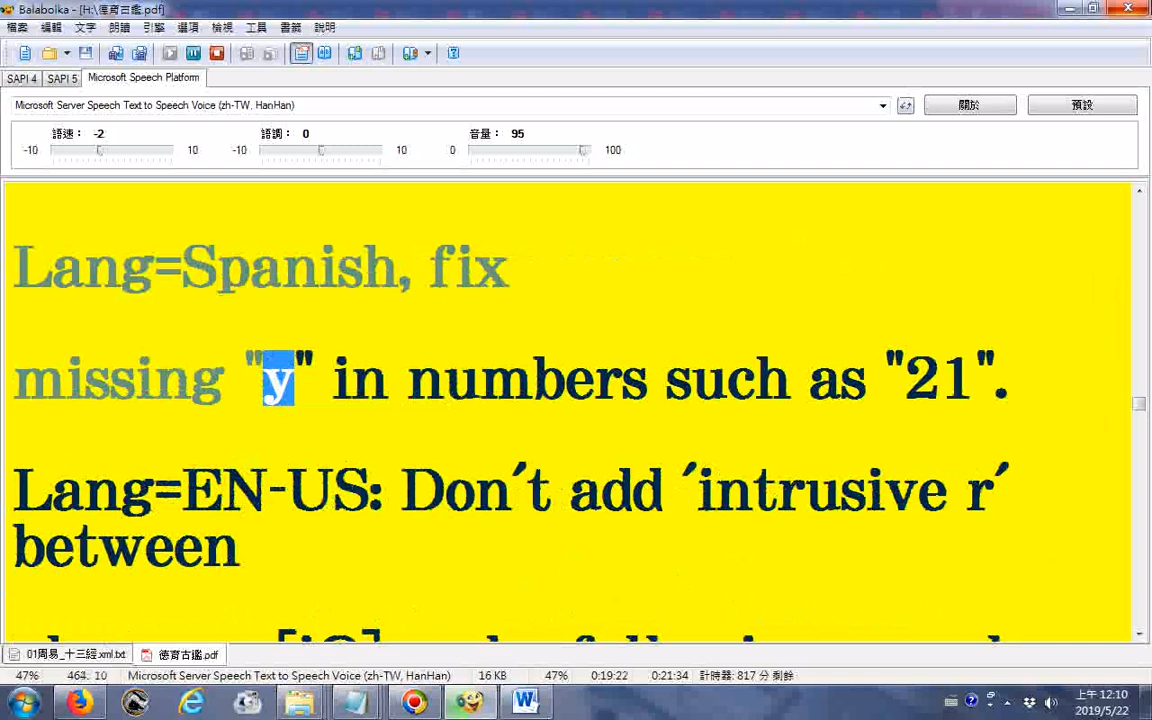 Balabolka - [H:\德育古鑑.pdf]
檔案 編輯 文字 朗讀 引擎 選項 檢視 工具 書籤 說明
SAPI 4 SAPI 5 Microsoft Speech Platform
Microsoft Server Speech Text to Speech Voice (zh-TW, HanHan) 關於 預設
語速： -2 語調： 0 音量： 95
-10 10 -10 10 0 100
Lang=Spanish, fix
missing "y" in numbers such as "21".
Lang=EN-US: Don´t add ´intrusive r´
between
01周易_十三經.xml.txt 德育古鑑.pdf
47% 464: 10 Microsoft Server Speech Text to Speech Voice (zh-TW, HanHan) 16 KB 47% 0:19:22 0:21:34 計時器: 817 分 剩餘
上午 12:10
2019/5/22